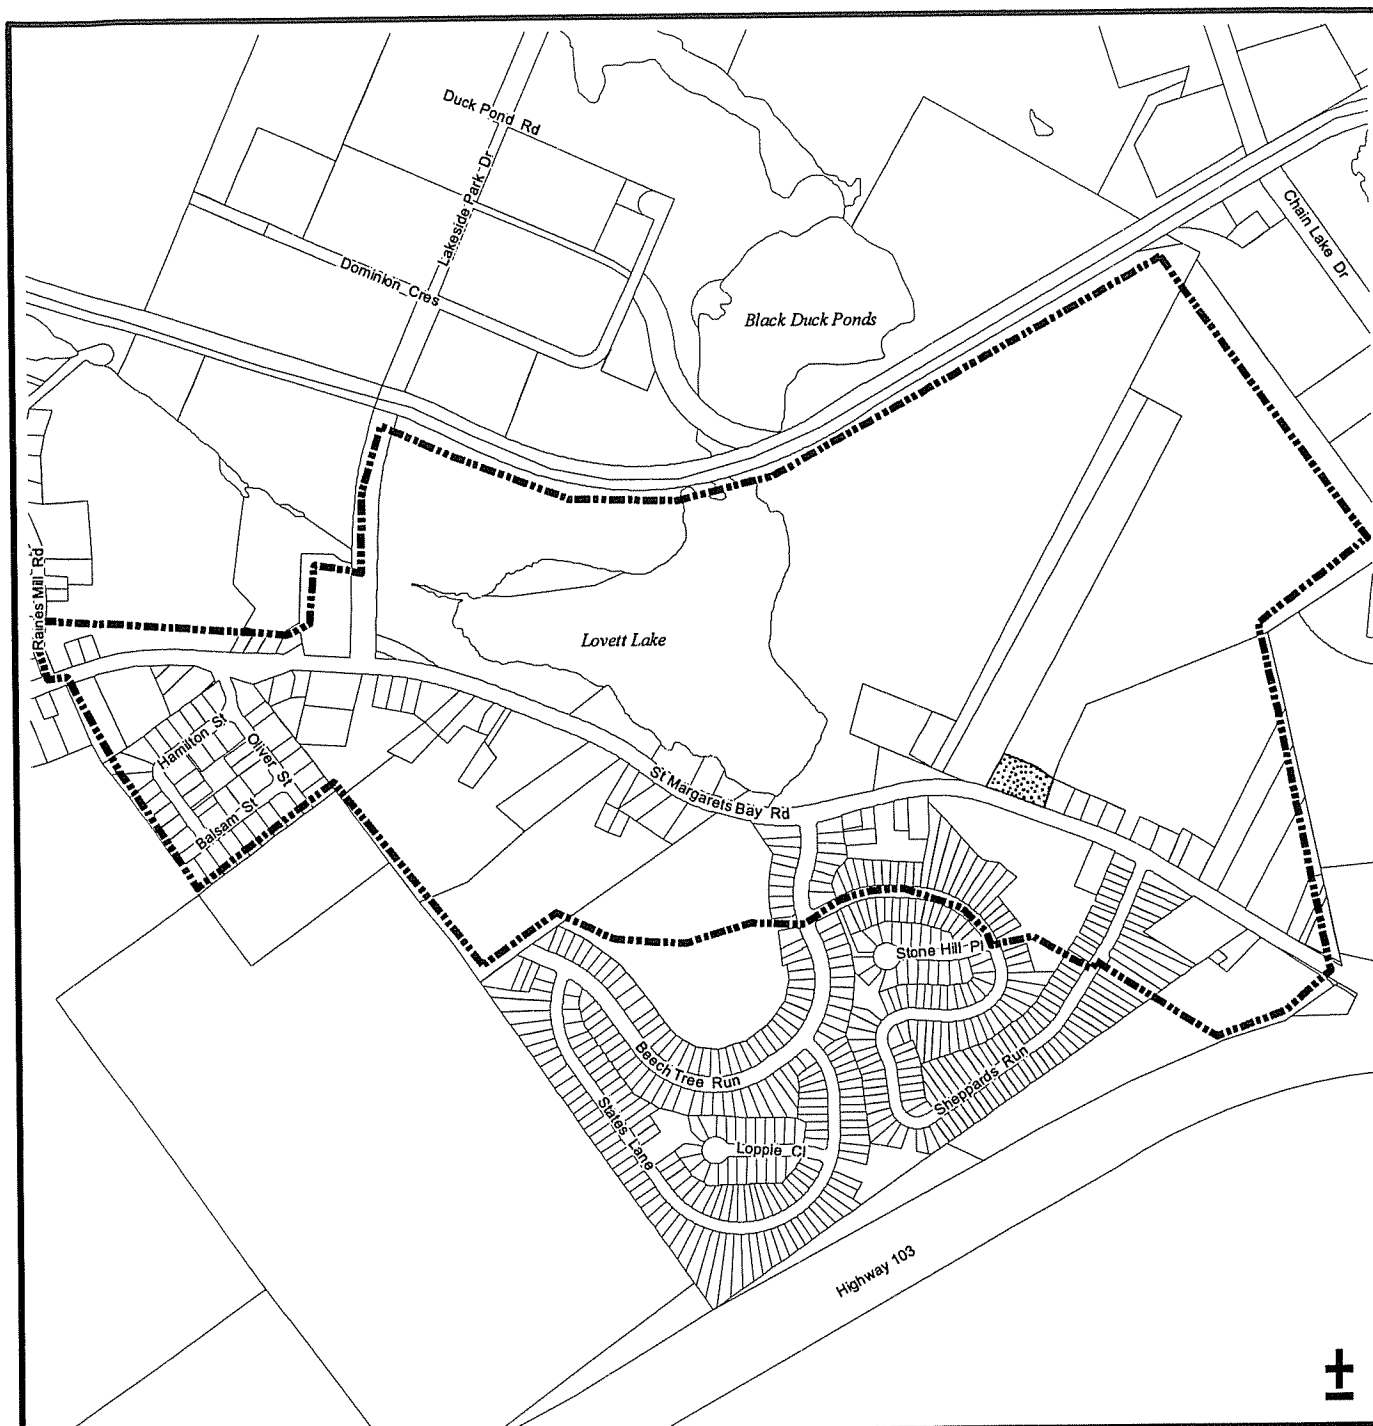 Duck Pond Rd
Lakeside Park Dr
Chain Lake Dr
Dominion Cres
Black Duck Ponds
Raines Mill Rd
Lovett Lake
Hamilton St
Oliver St
Balsam St
St Margarets Bay Rd
Stone Hill Pl
Beech Tree Run
Sheppards Run
States Lane
Lopple Cl
Highway 103